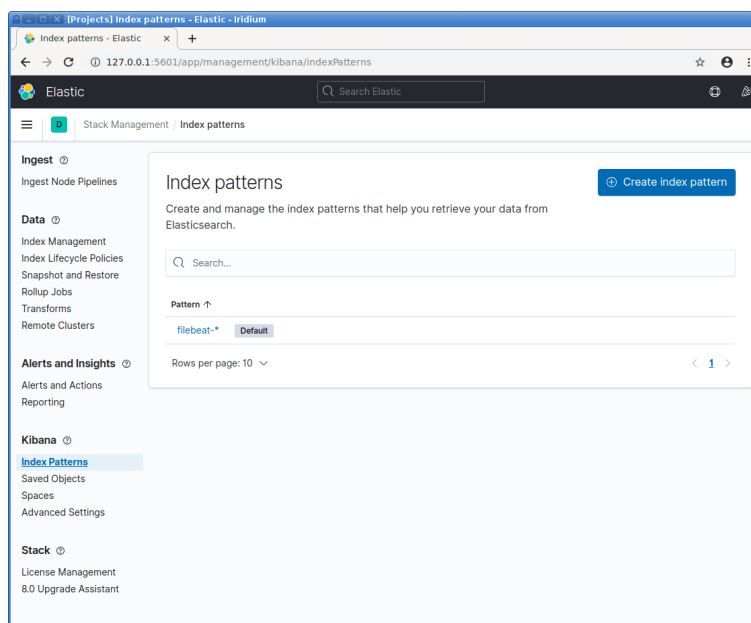 [Projects] Index patterns - Elastic - Iridium
Index patterns - Elastic × +
127.0.0.1:5601/app/management/kibana/indexPatterns
Elastic
Search Elastic
D
Stack Management / Index patterns
Ingest
Ingest Node Pipelines
Data
Index Management
Index Lifecycle Policies
Snapshot and Restore
Rollup Jobs
Transforms
Remote Clusters
Alerts and Insights
Alerts and Actions
Reporting
Kibana
Index Patterns
Saved Objects
Spaces
Advanced Settings
Stack
License Management
8.0 Upgrade Assistant
Index patterns
Create index pattern
Create and manage the index patterns that help you retrieve your data from
Elasticsearch.
Search...
Pattern ↑
filebeat-* Default
Rows per page: 10
< 1 >